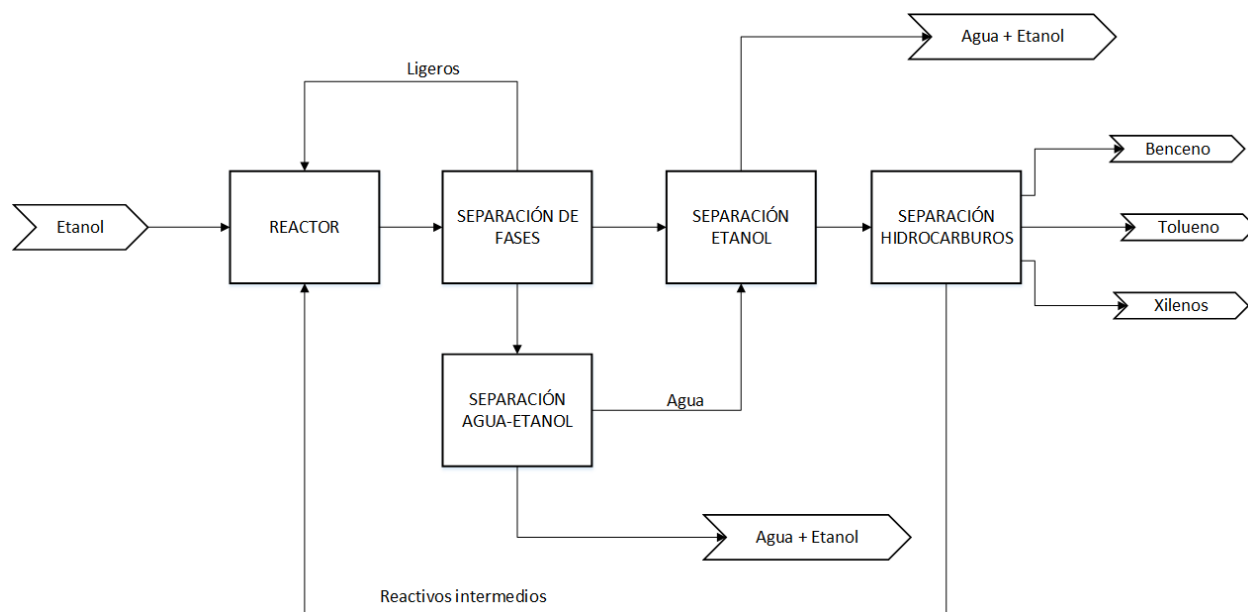 Agua + Etanol
Ligeros
Benceno
Etanol
REACTOR
SEPARACIÓN DE
FASES
SEPARACIÓN
ETANOL
SEPARACIÓN
HIDROCARBUROS
Tolueno
Xilenos
SEPARACIÓN
AGUA-ETANOL
Agua
Agua + Etanol
Reactivos intermedios